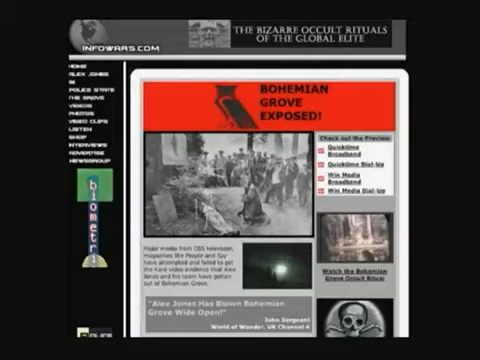 INFOWARS.COM
THE BIZARRE OCCULT RITUALS
OF THE GLOBAL ELITE
HOME
ALEX JONES
POLICE STATE
THE GROVE
VIDEOS
PHOTOS
VIDEO CLIPS
LISTEN
SHOP
INTERVIEWS
ADVERTISE
NEWSGROUP
biometri
BOHEMIAN
GROVE
EXPOSED!
Check out the Preview
Quicktime
Broadband
Quicktime Dial-Up
Win Media
Broadband
Win Media Dial-Up
Major media from CBS television,
magazines like People and Spy
have attempted and failed to get
the hard video evidence that Alex
Jones and his team have gotten
out of Bohemian Grove.
Watch the Bohemian
Grove Occult Ritual
"Alex Jones Has Blown Bohemian
Grove Wide Open!"
John Sergeant
World of Wonder, UK Channel 4